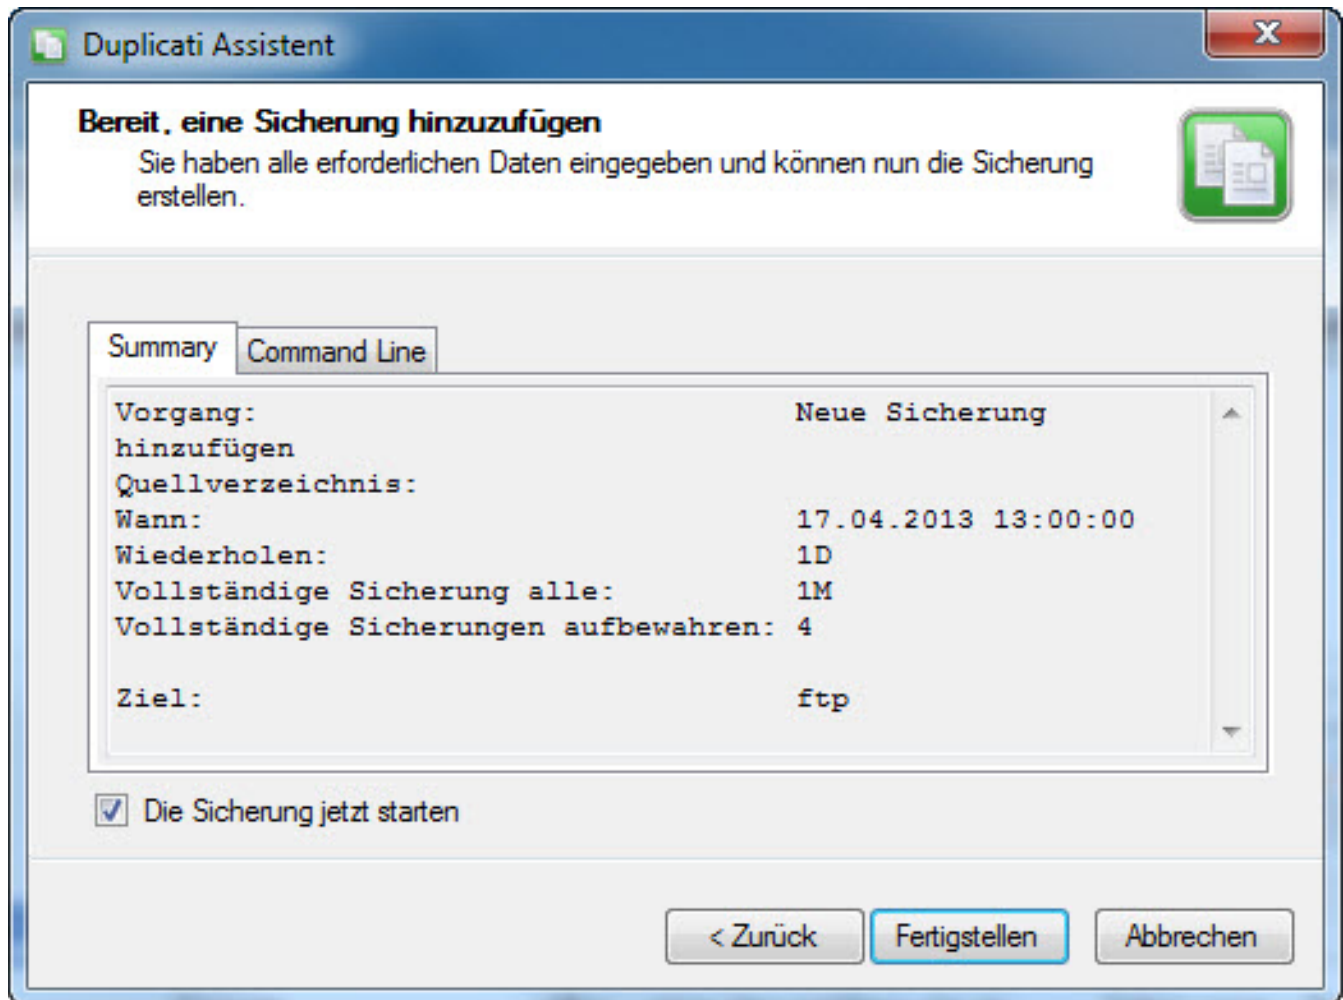 Duplicati Assistent
Bereit, eine Sicherung hinzuzufügen
Sie haben alle erforderlichen Daten eingegeben und können nun die Sicherung
erstellen.
Summary Command Line
Vorgang: Neue Sicherung
hinzufügen
Quellverzeichnis:
Wann: 17.04.2013 13:00:00
Wiederholen: 1D
Vollständige Sicherung alle: 1M
Vollständige Sicherungen aufbewahren: 4
Ziel: ftp
Die Sicherung jetzt starten
< Zurück Fertigstellen Abbrechen